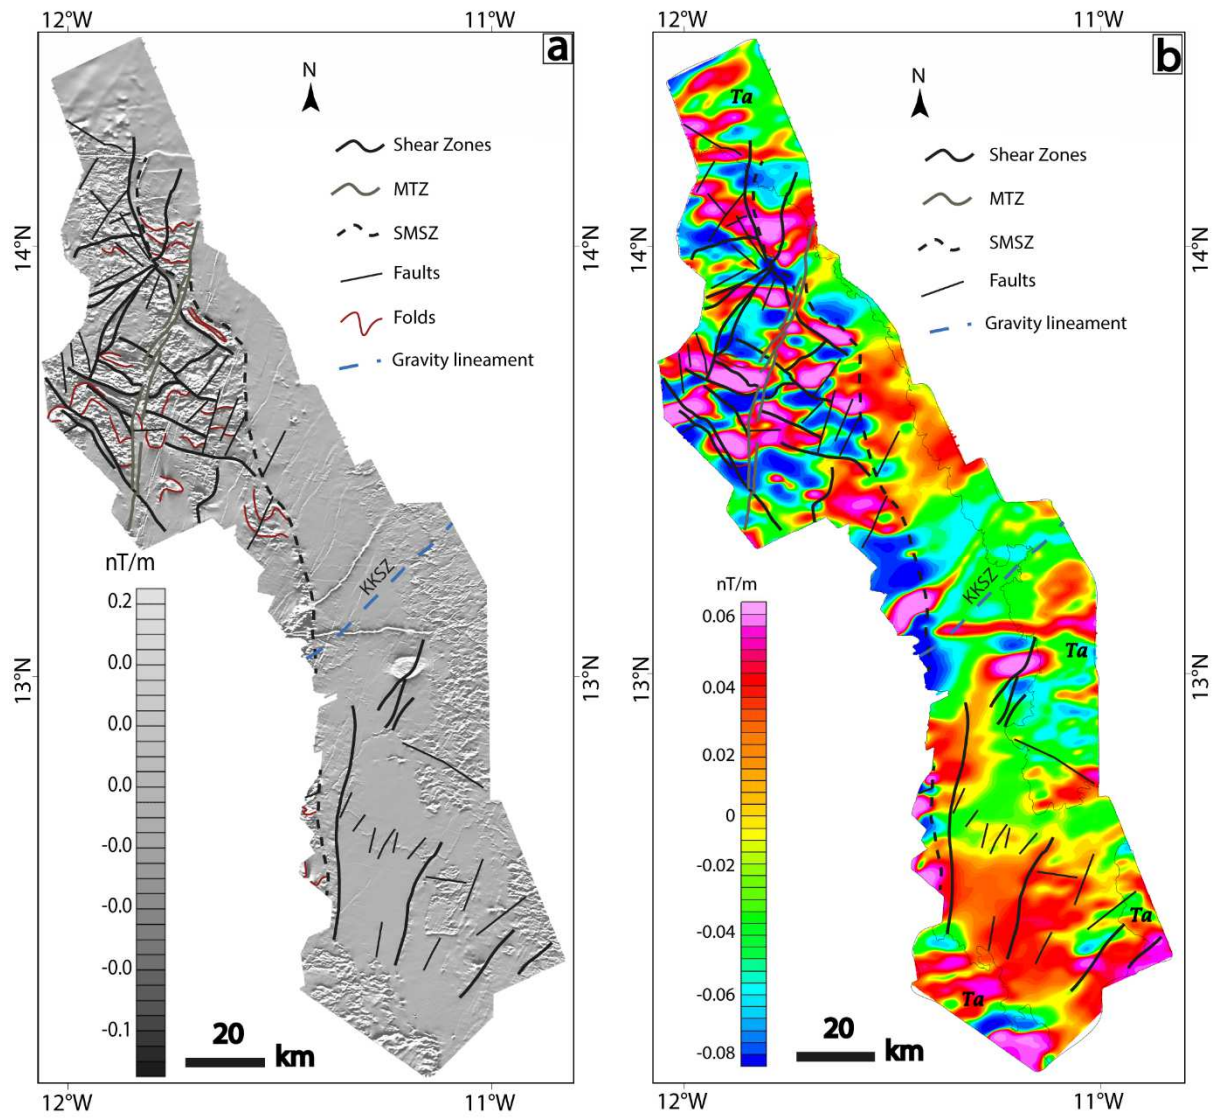 12°W
11°W
a
N
Shear Zones
MTZ
SMSZ
Faults
Folds
Gravity lineament
14°N
14°N
KKSZ
13°N
13°N
nT/m
0.2
0.0
0.0
0.0
-0.0
-0.0
-0.0
-0.1
20
km
12°W
11°W
12°W
11°W
b
Ta
N
Shear Zones
MTZ
SMSZ
Faults
Gravity lineament
14°N
KKSZ
Ta
13°N
nT/m
0.06
0.04
0.02
0
-0.02
-0.04
-0.06
-0.08
Ta
Ta
20
km
12°W
11°W